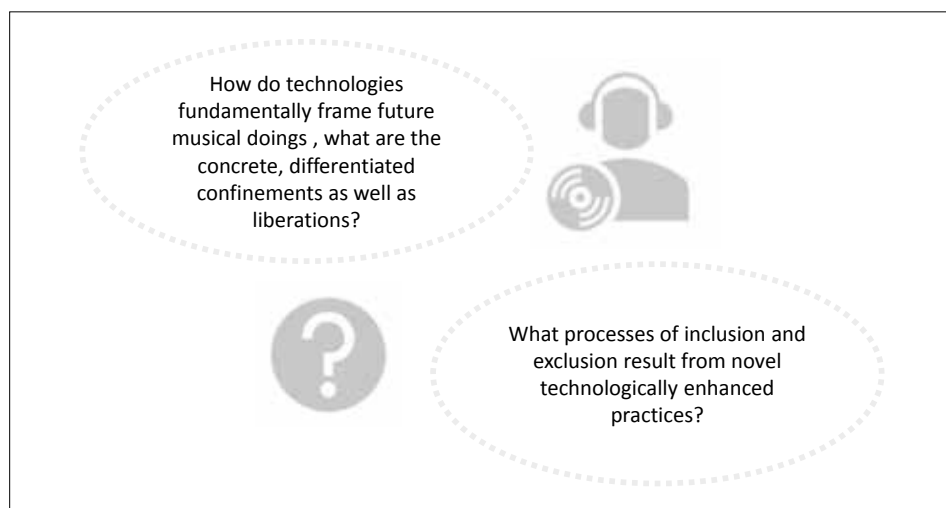 How do technologies
fundamentally frame future
musical doings , what are the
concrete, differentiated
confinements as well as
liberations?
What processes of inclusion and
exclusion result from novel
technologically enhanced
practices?